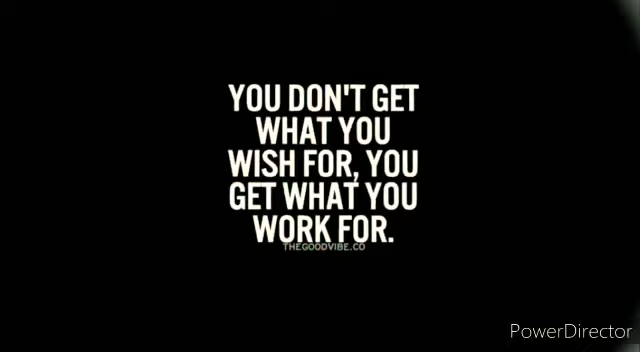 YOU DON'T GET
WHAT YOU
WISH FOR, YOU
GET WHAT YOU
WORK FOR.
THEGOODVIBE.CO
PowerDirector